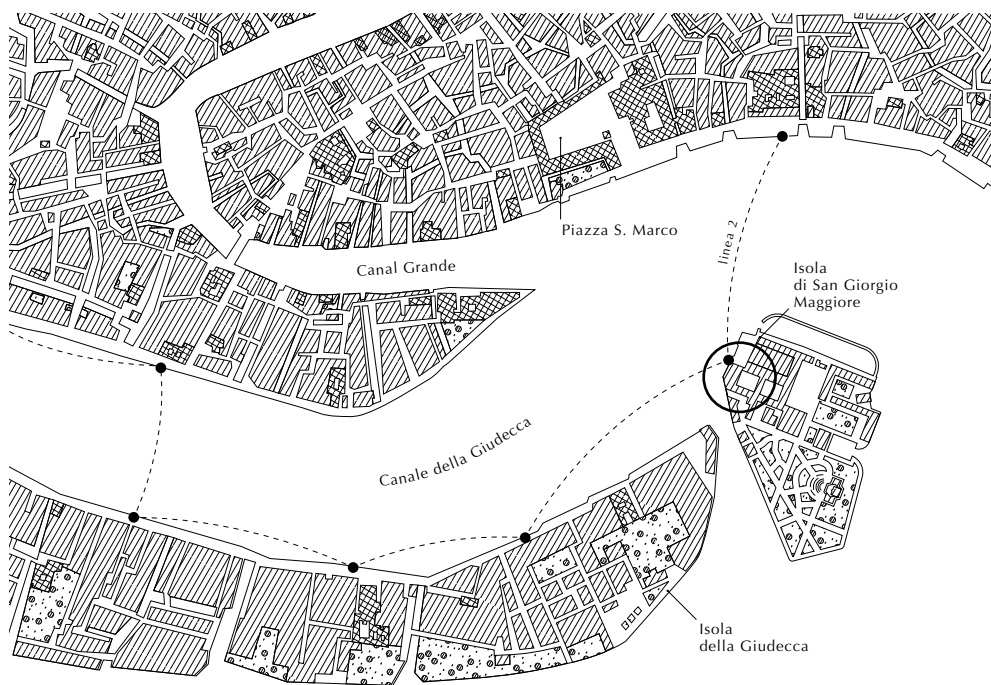 Piazza S. Marco
linea 2
Canal Grande
Isola
di San Giorgio
Maggiore
Canale della Giudecca
Isola
della Giudecca